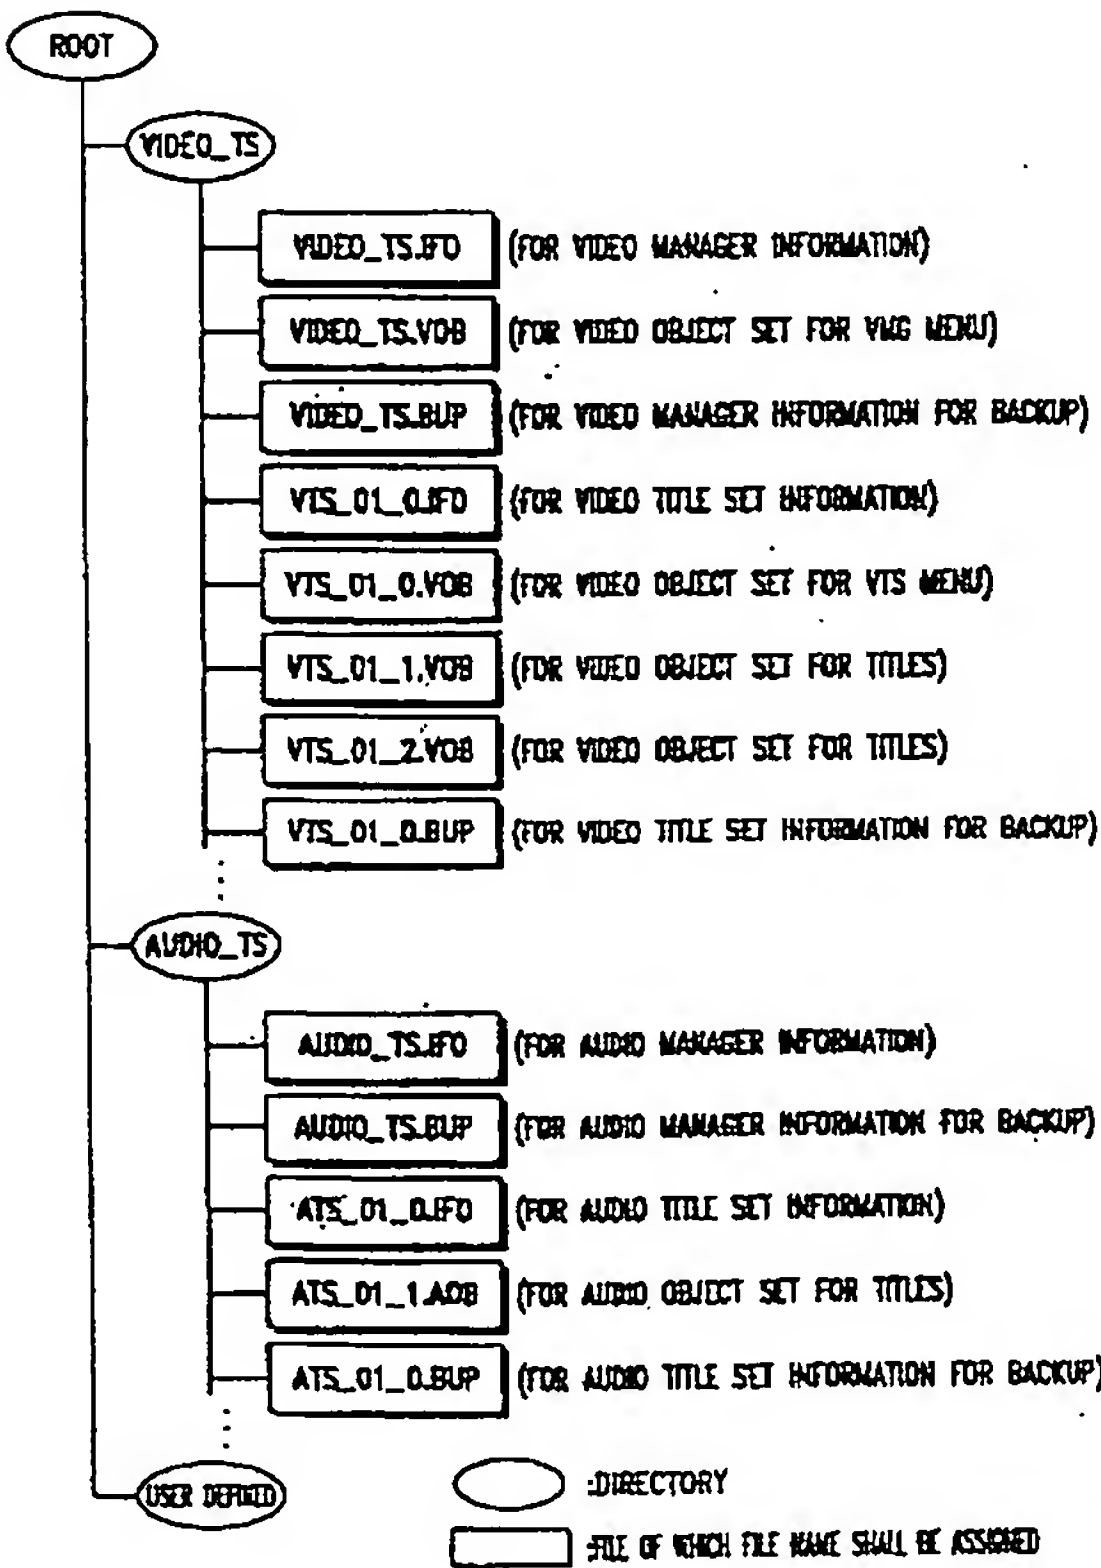 ROOT
VIDEO_TS
VIDEO_TS.IFO (FOR VIDEO MANAGER INFORMATION)
VIDEO_TS.VOB (FOR VIDEO OBJECT SET FOR VMG MENU)
VIDEO_TS.BUP (FOR VIDEO MANAGER INFORMATION FOR BACKUP)
VTS_01_0.IFO (FOR VIDEO TITLE SET INFORMATION)
VTS_01_0.VOB (FOR VIDEO OBJECT SET FOR VTS MENU)
VTS_01_1.VOB (FOR VIDEO OBJECT SET FOR TITLES)
VTS_01_2.VOB (FOR VIDEO OBJECT SET FOR TITLES)
VTS_01_0.BUP (FOR VIDEO TITLE SET INFORMATION FOR BACKUP)
AUDIO_TS
AUDIO_TS.IFO (FOR AUDIO MANAGER INFORMATION)
AUDIO_TS.BUP (FOR AUDIO MANAGER INFORMATION FOR BACKUP)
ATS_01_0.IFO (FOR AUDIO TITLE SET INFORMATION)
ATS_01_1.AOB (FOR AUDIO OBJECT SET FOR TITLES)
ATS_01_0.BUP (FOR AUDIO TITLE SET INFORMATION FOR BACKUP)
USER DEFINED
:DIRECTORY
:FILE OF WHICH FILE NAME SHALL BE ASSIGNED